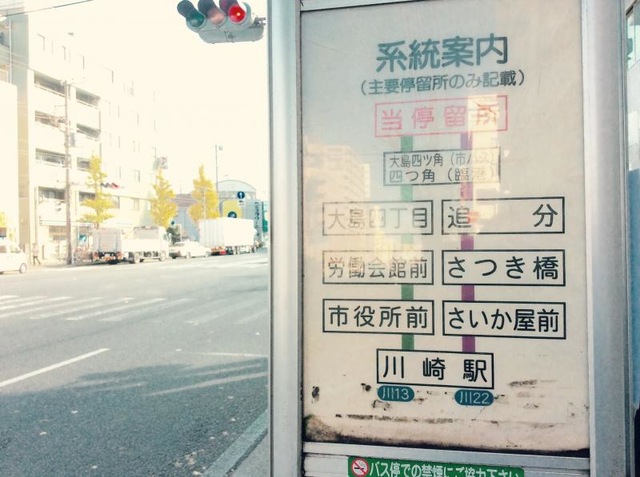 系統案内
(主要停留所のみ記載)
当停留所
大島四ツ角(市バス)
四つ角(臨港)
大島四丁目 追分
労働会館前 さつき橋
市役所前 さいか屋前
川崎駅
川13 川22
バス停での禁煙にご協力下さい